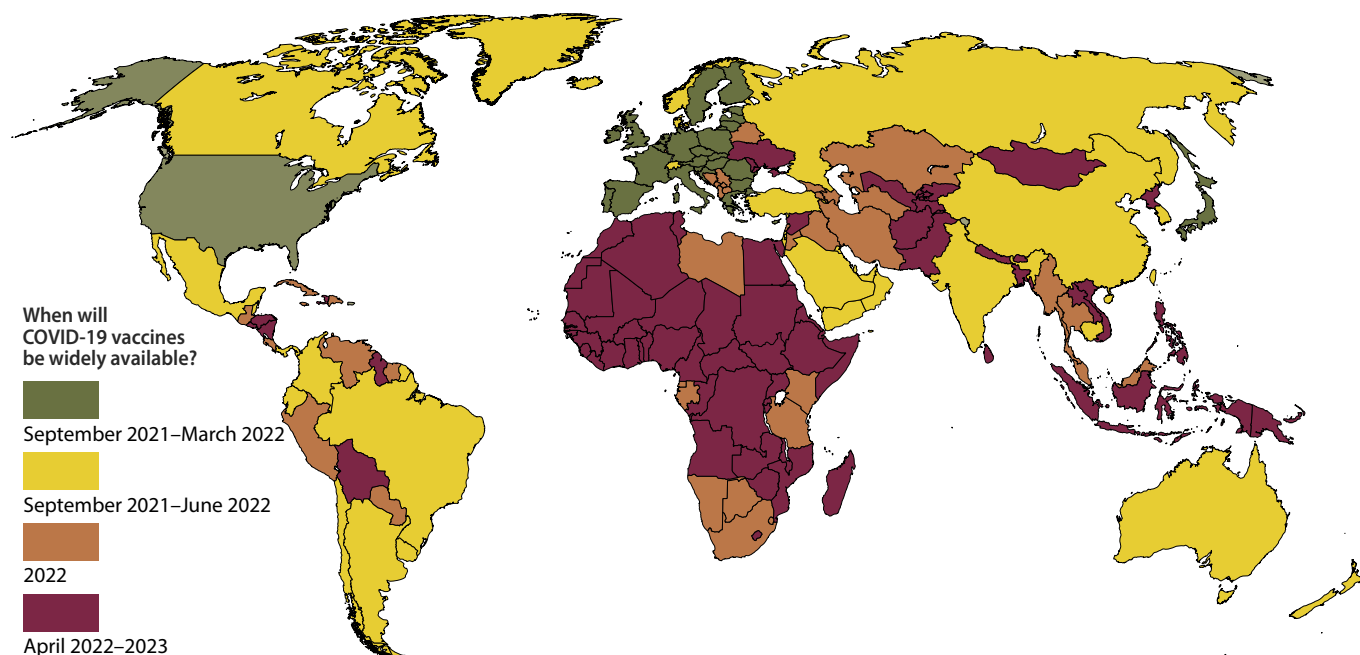 When will
COVID-19 vaccines
be widely available?
September 2021–March 2022
September 2021–June 2022
2022
April 2022–2023